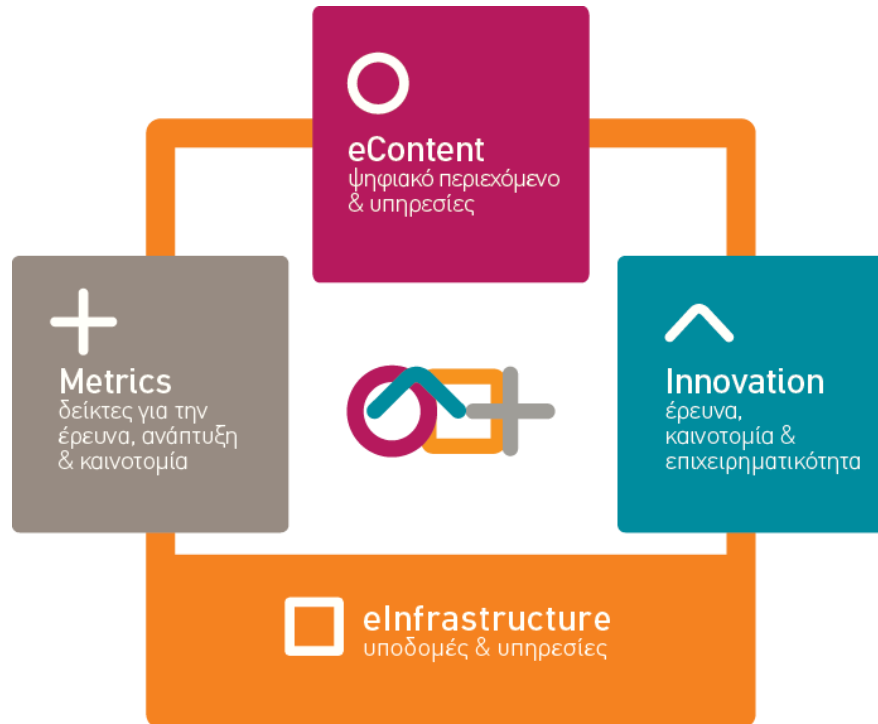 eContent
ψηφιακό περιεχόμενο
& υπηρεσίες
Metrics
δείκτες για την
έρευνα, ανάπτυξη
& καινοτομία
Innovation
έρευνα,
καινοτομία &
επιχειρηματικότητα
eInfrastructure
υποδομές & υπηρεσίες